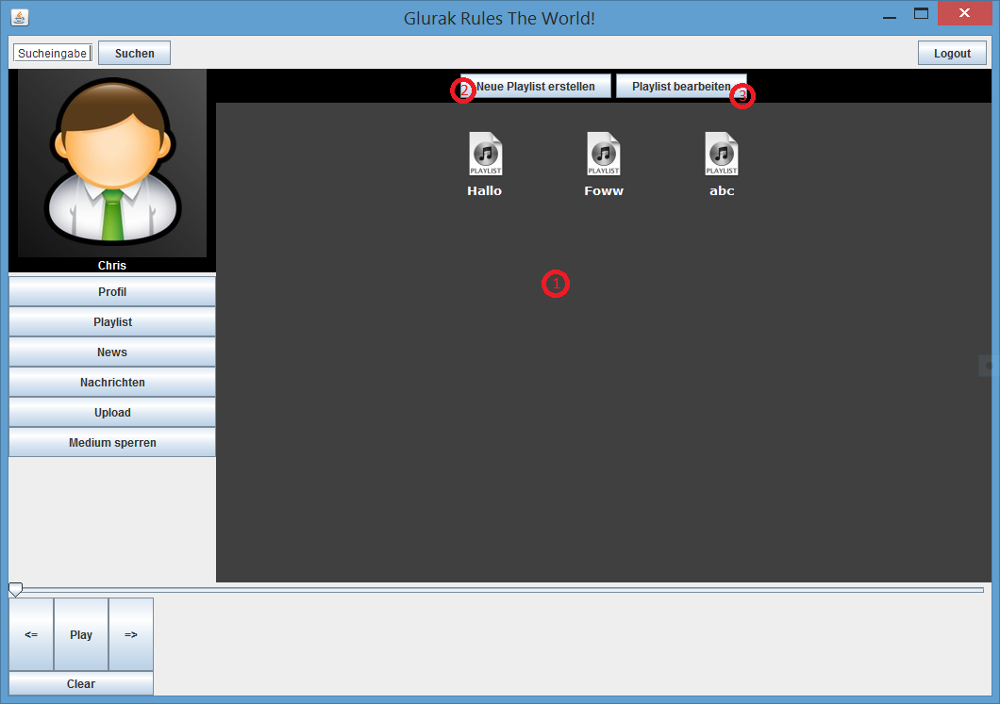 Glurak Rules The World!
Sucheingabe
Suchen
Logout
2
Neue Playlist erstellen
Playlist bearbeiten
3
PLAYLIST
PLAYLIST
PLAYLIST
Hallo
Foww
abc
Chris
1
Profil
Playlist
News
Nachrichten
Upload
Medium sperren
<=
Play
=>
Clear